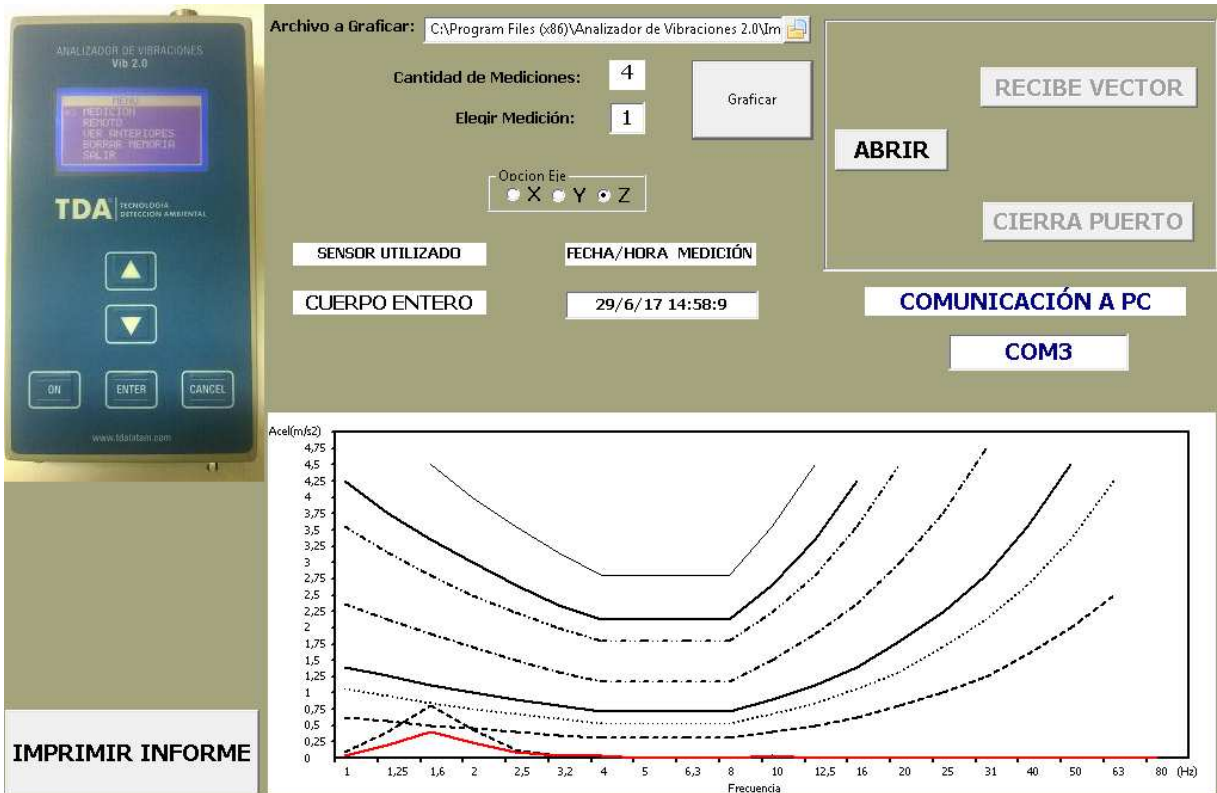 ANALIZADOR DE VIBRACIONES
Vib 2.0
MENU
MEDICION
REMOTO
VER ANTERIORES
BORRAR MEMORIA
SALIR
TDA TECNOLOGÍA
DETECCIÓN AMBIENTAL
ON
ENTER
CANCEL
www.tdalatam.com
IMPRIMIR INFORME
Archivo a Graficar: C:\Program Files (x86)\Analizador de Vibraciones 2.0\Im
Cantidad de Mediciones: 4
Elegir Medición: 1
Graficar
Opcion Eje
X Y Z
SENSOR UTILIZADO
FECHA/HORA MEDICIÓN
CUERPO ENTERO
29/6/17 14:58:9
RECIBE VECTOR
ABRIR
CIERRA PUERTO
COMUNICACIÓN A PC
COM3
Acel(m/s2)
4,75
4,5
4,25
4
3,75
3,5
3,25
3
2,75
2,5
2,25
2
1,75
1,5
1,25
1
0,75
0,5
0,25
0
1 1,25 1,6 2 2,5 3,2 4 5 6,3 8 10 12,5 16 20 25 31 40 50 63 80 (Hz)
Frecuencia